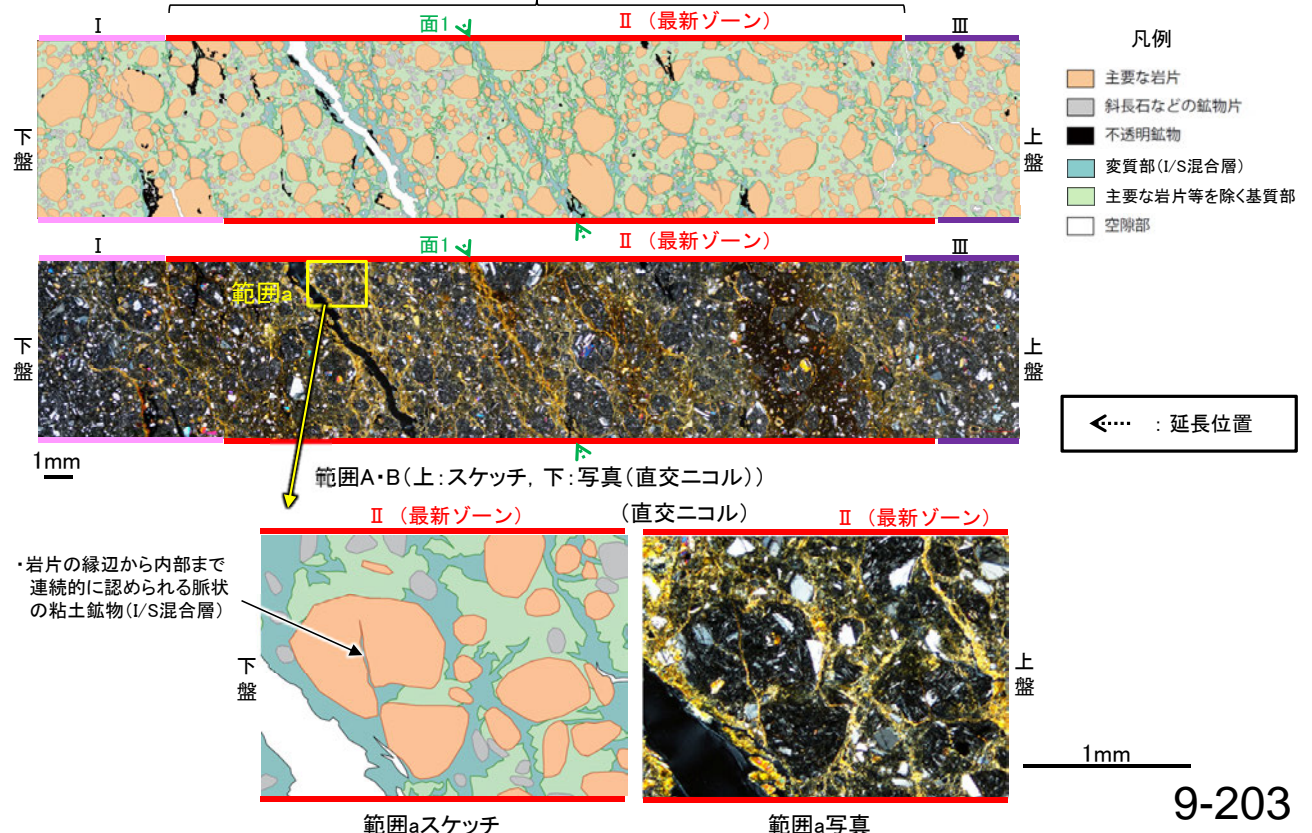 Ⅰ
面1
Ⅱ（最新ゾーン）
Ⅲ
下盤
上盤
Ⅱ（最新ゾーン）
凡例
主要な岩片
斜長石などの鉱物片
不透明鉱物
変質部(I/S混合層)
主要な岩片等を除く基質部
空隙部
Ⅰ
面1
Ⅲ
範囲a
下盤
上盤
Ⅱ（最新ゾーン）
：延長位置
1mm
範囲A・B(上：スケッチ，下：写真(直交ニコル))
Ⅱ（最新ゾーン）
(直交ニコル)
Ⅱ（最新ゾーン）
・岩片の縁辺から内部まで
連続的に認められる脈状
の粘土鉱物(I/S混合層)
下盤
上盤
1mm
範囲aスケッチ
範囲a写真
9-203